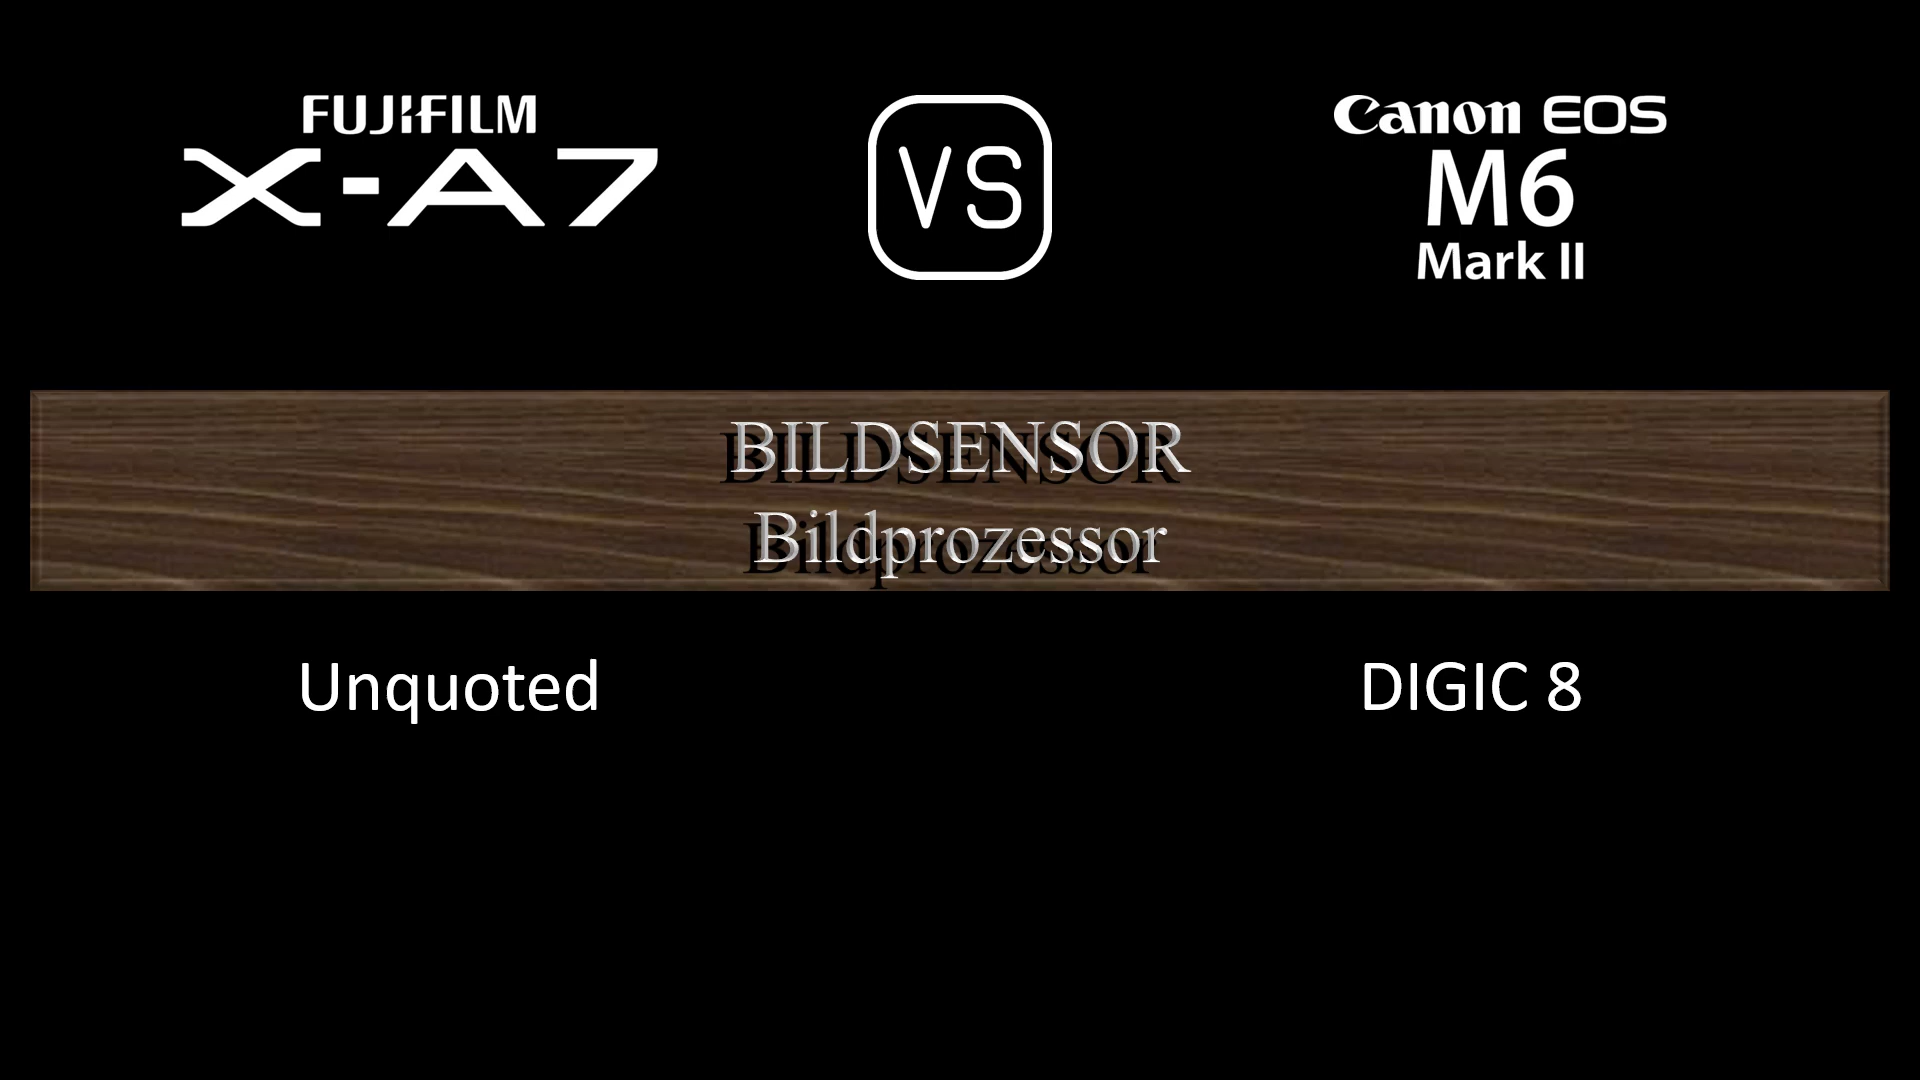 FUJIFILM
X-A7
VS
Canon EOS
M6
Mark II
BILDSENSOR
Bildprozessor
Unquoted
DIGIC 8